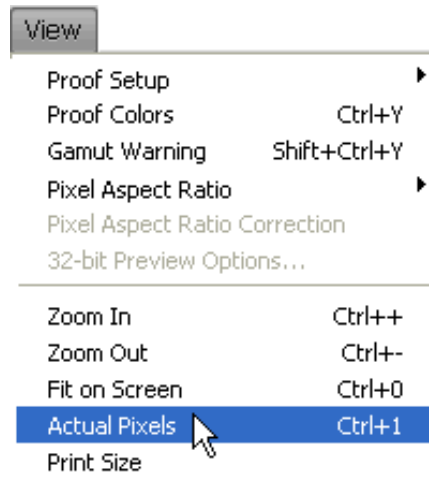 View
Proof Setup
Proof Colors Ctrl+Y
Gamut Warning Shift+Ctrl+Y
Pixel Aspect Ratio
Pixel Aspect Ratio Correction
32-bit Preview Options...
Zoom In Ctrl++
Zoom Out Ctrl+-
Fit on Screen Ctrl+0
Actual Pixels Ctrl+1
Print Size